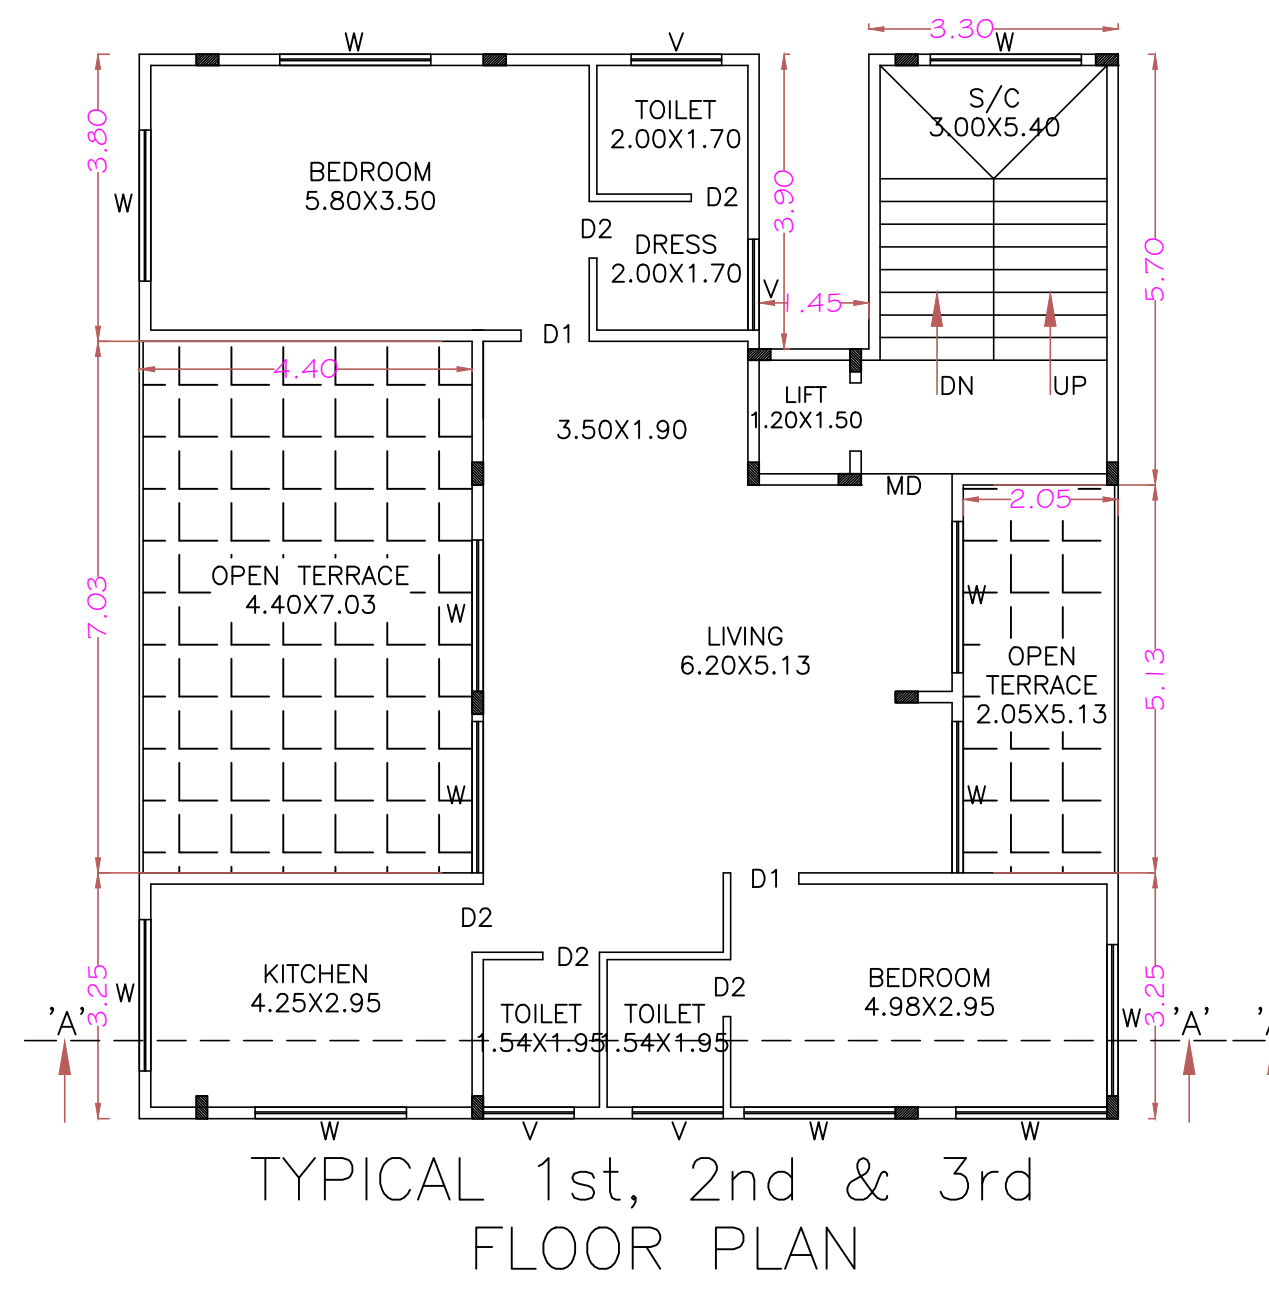 3.30
W
V
W
S/C
3.00X5.40
TOILET
2.00X1.70
3.80
BEDROOM
5.80X3.50
W
D2
3.90
D2
DRESS
2.00X1.70
V
1.45
5.70
D1
4.40
DN
UP
LIFT
1.20X1.50
3.50X1.90
MD
2.05
OPEN TERRACE
4.40X7.03
W
W
7.03
LIVING
6.20X5.13
OPEN
TERRACE
2.05X5.13
5.13
W
W
D1
D2
D2
KITCHEN
4.25X2.95
W
3.25
'A'
TOILET
1.54X1.95
TOILET
1.54X1.95
D2
BEDROOM
4.98X2.95
3.25
W
'A'
W
V
V
W
W
TYPICAL 1st, 2nd & 3rd
FLOOR PLAN